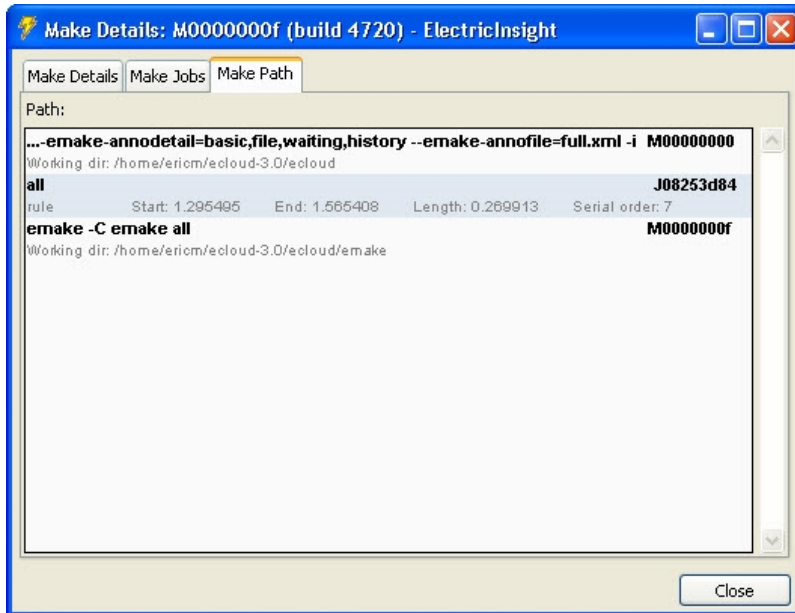 Make Details: M0000000f (build 4720) - ElectricInsight
Make Details Make Jobs Make Path
Path:
...-emake-annodetail=basic,file,waiting,history --emake-annofile=full.xml -i M00000000
Working dir: /home/ericm/ecloud-3.0/ecloud
all J08253d84
rule Start: 1.295495 End: 1.565408 Length: 0.269913 Serial order: 7
emake -C emake all M0000000f
Working dir: /home/ericm/ecloud-3.0/ecloud/emake
Close